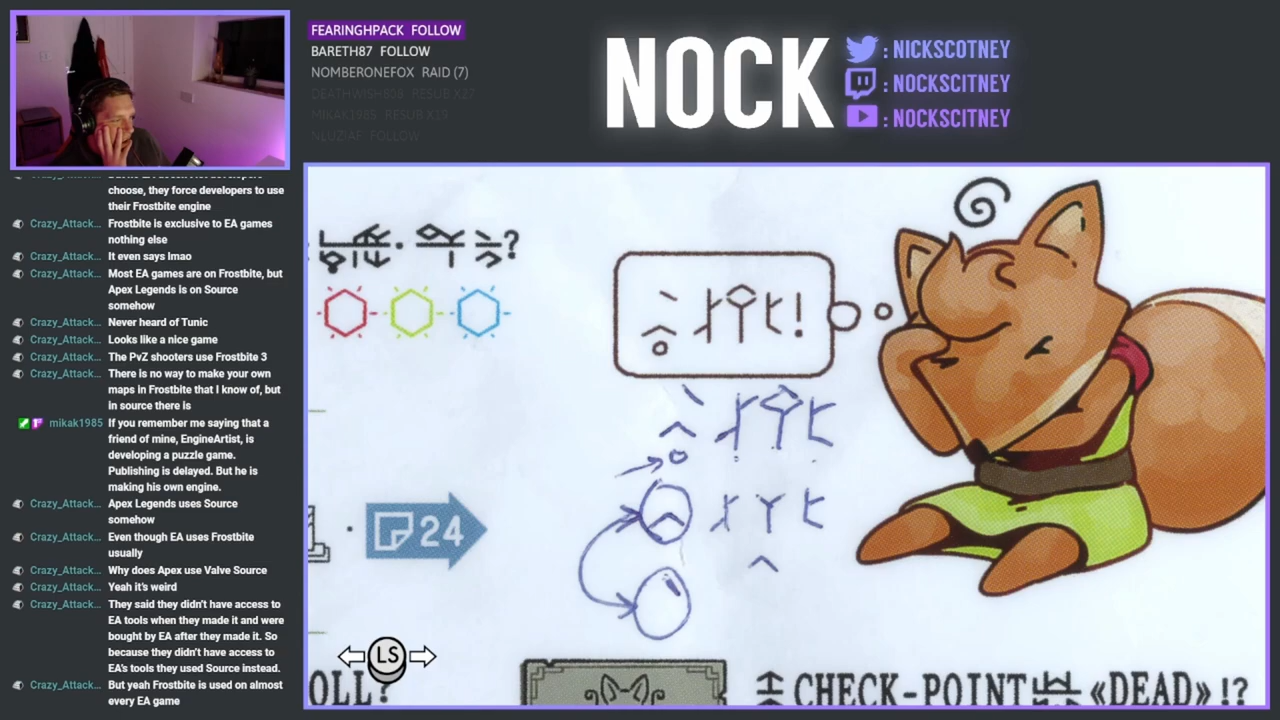 FEARINGHPACK FOLLOW
BARETH87 FOLLOW
NOMBERONEFOX RAID (7)
DEATHWISH808 RESUB X27
MIKAK1985 RESUB X19
NOCK
: NICKSCOTNEY
: NOCKSCITNEY
: NOCKSCITNEY
choose, they force developers to use
their Frostbite engine
Crazy_Attack... Frostbite is exclusive to EA games
nothing else
Crazy_Attack... It even says lmao
Crazy_Attack... Most EA games are on Frostbite, but
Apex Legends is on Source
somehow
Crazy_Attack... Never heard of Tunic
Crazy_Attack... Looks like a nice game
Crazy_Attack... The PvZ shooters use Frostbite 3
Crazy_Attack... There is no way to make your own
maps in Frostbite that I know of, but
in source there is
mikak1985 If you remember me saying that a
friend of mine, EngineArtist, is
developing a puzzle game.
Publishing is delayed. But he is
making his own engine.
Crazy_Attack... Apex Legends uses Source
somehow
Crazy_Attack... Even though EA uses Frostbite
usually
Crazy_Attack... Why does Apex use Valve Source
Crazy_Attack... Yeah it's weird
Crazy_Attack... They said they didn't have access to
EA tools when they made it and were
bought by EA after they made it. So
because they didn't have access to
EA's tools they used Source instead.
Crazy_Attack... But yeah Frostbite is used on almost
every EA game
24
LS
OLL?
CHECK-POINT «DEAD» !?